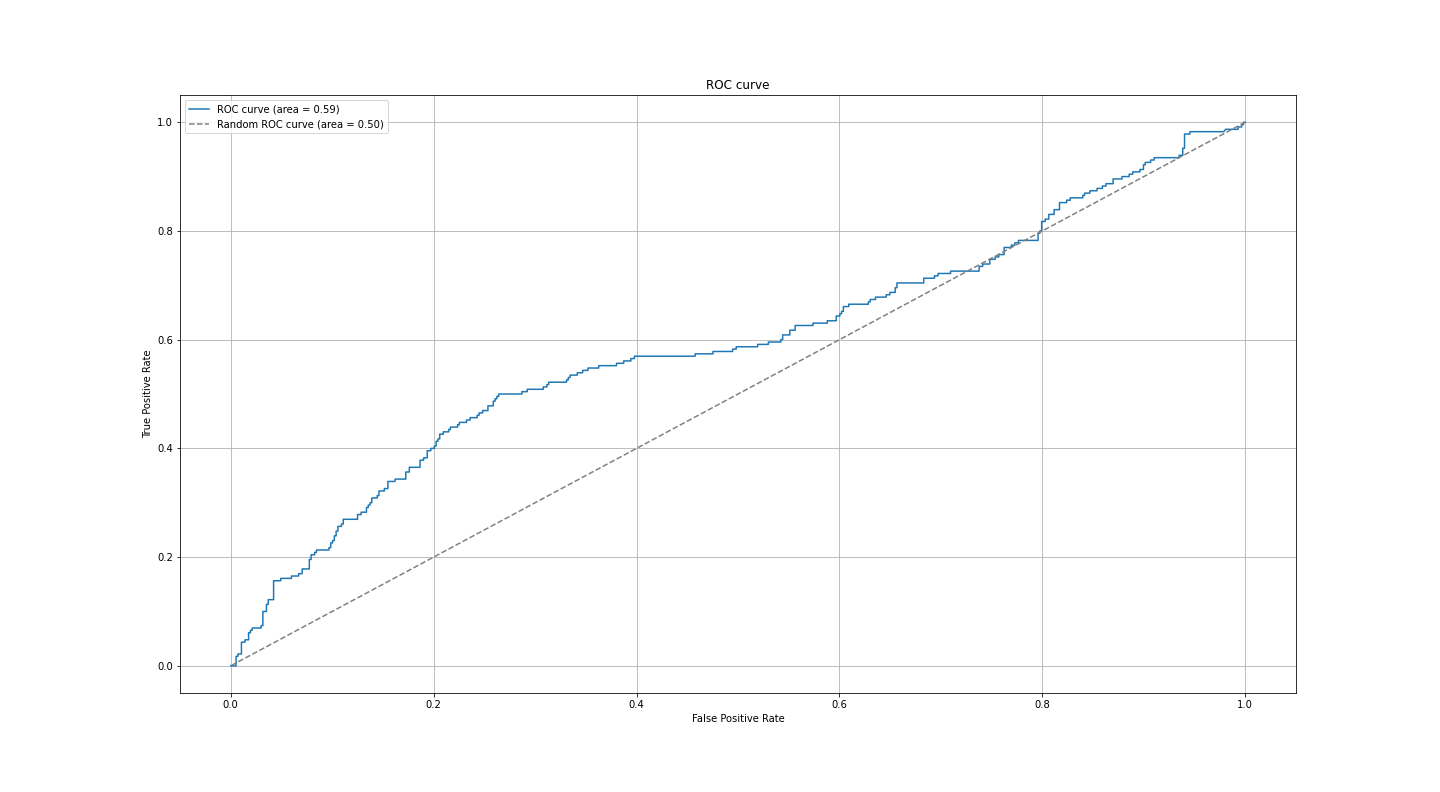 ROC curve
ROC curve (area = 0.59)
Random ROC curve (area = 0.50)
1.0
0.8
0.6
0.4
0.2
0.0
True Positive Rate
0.0 0.2 0.4 0.6 0.8 1.0
False Positive Rate